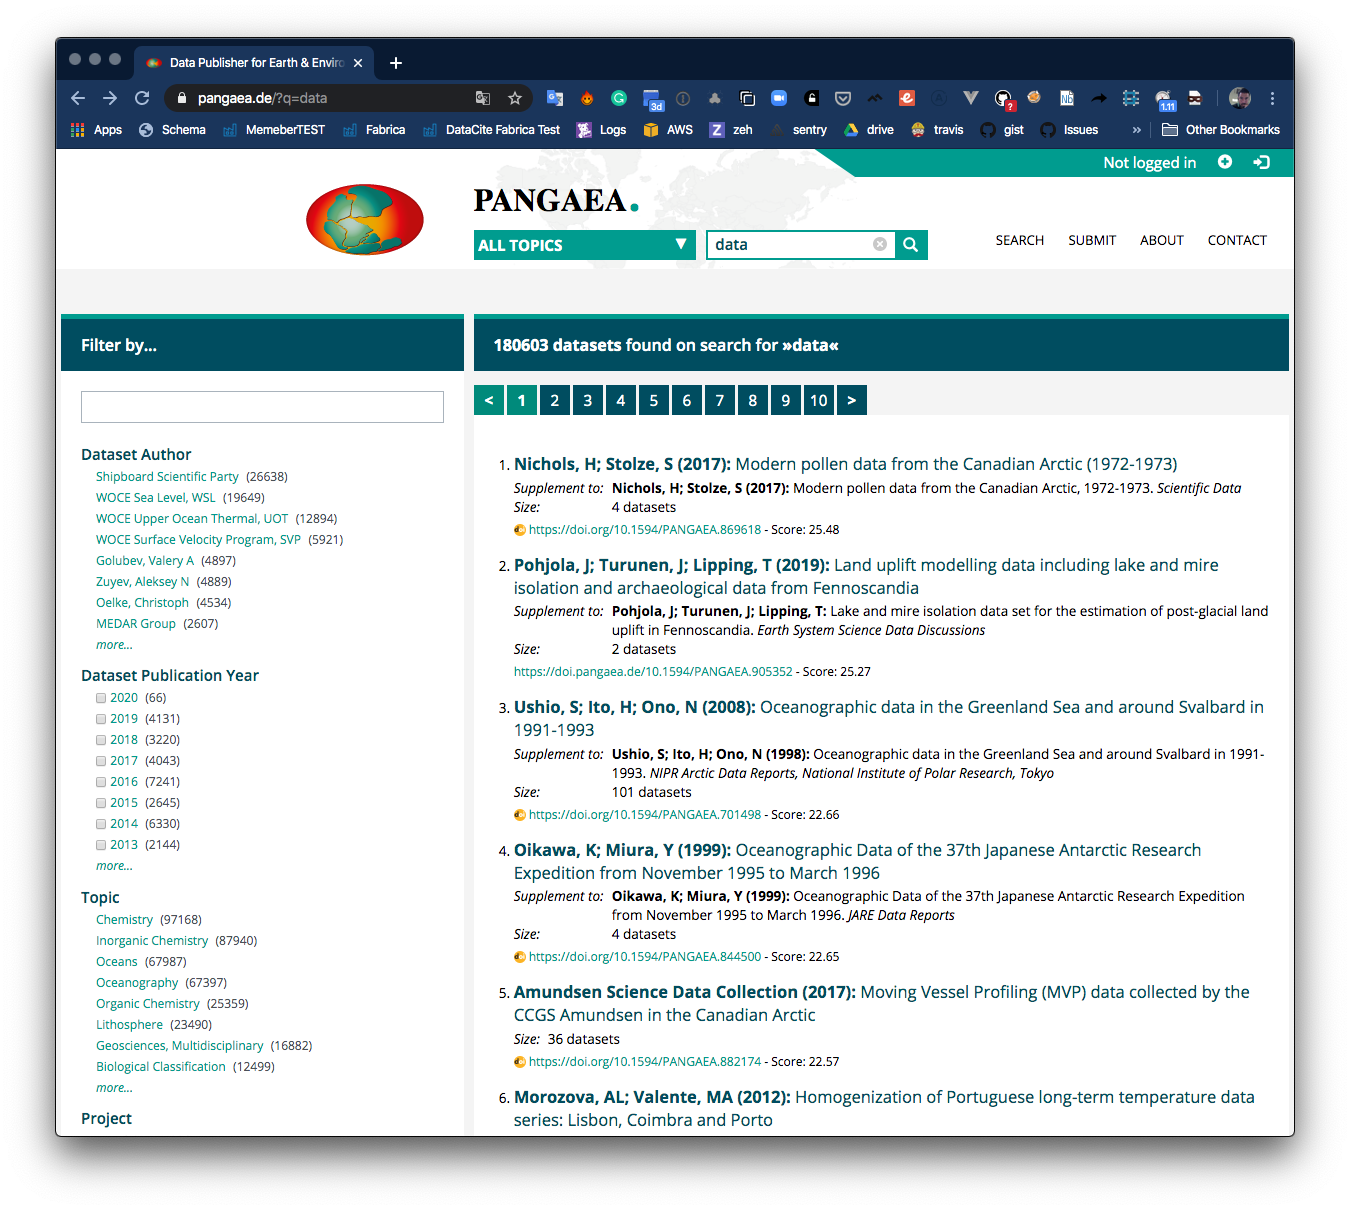 Data Publisher for Earth & Enviro
pangaea.de/?q=data
3d
?
Nb
1.11
Apps
Schema
MemeberTEST
Fabrica
DataCite Fabrica Test
Logs
AWS
Z
zeh
sentry
drive
travis
gist
Issues
»
Other Bookmarks
Not logged in
PANGAEA.
ALL TOPICS
data
SEARCH
SUBMIT
ABOUT
CONTACT
Filter by...
Dataset Author
Shipboard Scientific Party (26638)
WOCE Sea Level, WSL (19649)
WOCE Upper Ocean Thermal, UOT (12894)
WOCE Surface Velocity Program, SVP (5921)
Golubev, Valery A (4897)
Zuyev, Aleksey N (4889)
Oelke, Christoph (4534)
MEDAR Group (2607)
more...
Dataset Publication Year
2020 (66)
2019 (4131)
2018 (3220)
2017 (4043)
2016 (7241)
2015 (2645)
2014 (6330)
2013 (2144)
more...
Topic
Chemistry (97168)
Inorganic Chemistry (87940)
Oceans (67987)
Oceanography (67397)
Organic Chemistry (25359)
Lithosphere (23490)
Geosciences, Multidisciplinary (16882)
Biological Classification (12499)
more...
Project
180603 datasets found on search for »data«
< 1 2 3 4 5 6 7 8 9 10 >
1. Nichols, H; Stolze, S (2017): Modern pollen data from the Canadian Arctic (1972-1973)
Supplement to: Nichols, H; Stolze, S (2017): Modern pollen data from the Canadian Arctic, 1972-1973. Scientific Data
Size: 4 datasets
https://doi.org/10.1594/PANGAEA.869618 - Score: 25.48
2. Pohjola, J; Turunen, J; Lipping, T (2019): Land uplift modelling data including lake and mire
isolation and archaeological data from Fennoscandia
Supplement to: Pohjola, J; Turunen, J; Lipping, T: Lake and mire isolation data set for the estimation of post-glacial land
uplift in Fennoscandia. Earth System Science Data Discussions
Size: 2 datasets
https://doi.pangaea.de/10.1594/PANGAEA.905352 - Score: 25.27
3. Ushio, S; Ito, H; Ono, N (2008): Oceanographic data in the Greenland Sea and around Svalbard in
1991-1993
Supplement to: Ushio, S; Ito, H; Ono, N (1998): Oceanographic data in the Greenland Sea and around Svalbard in 1991-
1993. NIPR Arctic Data Reports, National Institute of Polar Research, Tokyo
Size: 101 datasets
https://doi.org/10.1594/PANGAEA.701498 - Score: 22.66
4. Oikawa, K; Miura, Y (1999): Oceanographic Data of the 37th Japanese Antarctic Research
Expedition from November 1995 to March 1996
Supplement to: Oikawa, K; Miura, Y (1999): Oceanographic Data of the 37th Japanese Antarctic Research Expedition
from November 1995 to March 1996. JARE Data Reports
Size: 4 datasets
https://doi.org/10.1594/PANGAEA.844500 - Score: 22.65
5. Amundsen Science Data Collection (2017): Moving Vessel Profiling (MVP) data collected by the
CCGS Amundsen in the Canadian Arctic
Size: 36 datasets
https://doi.org/10.1594/PANGAEA.882174 - Score: 22.57
6. Morozova, AL; Valente, MA (2012): Homogenization of Portuguese long-term temperature data
series: Lisbon, Coimbra and Porto